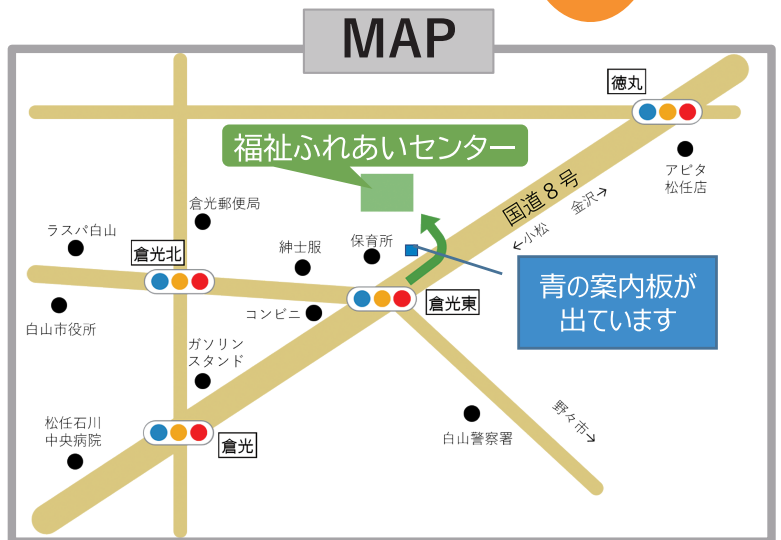 MAP
徳丸
福祉ふれあいセンター
アピタ
松任店
国道８号
金沢→
←小松
倉光郵便局
ラスパ白山
倉光北
紳士服
保育所
青の案内板が
出ています
倉光東
コンビニ
白山市役所
ガソリン
スタンド
松任石川
中央病院
倉光
白山警察署
野々市→